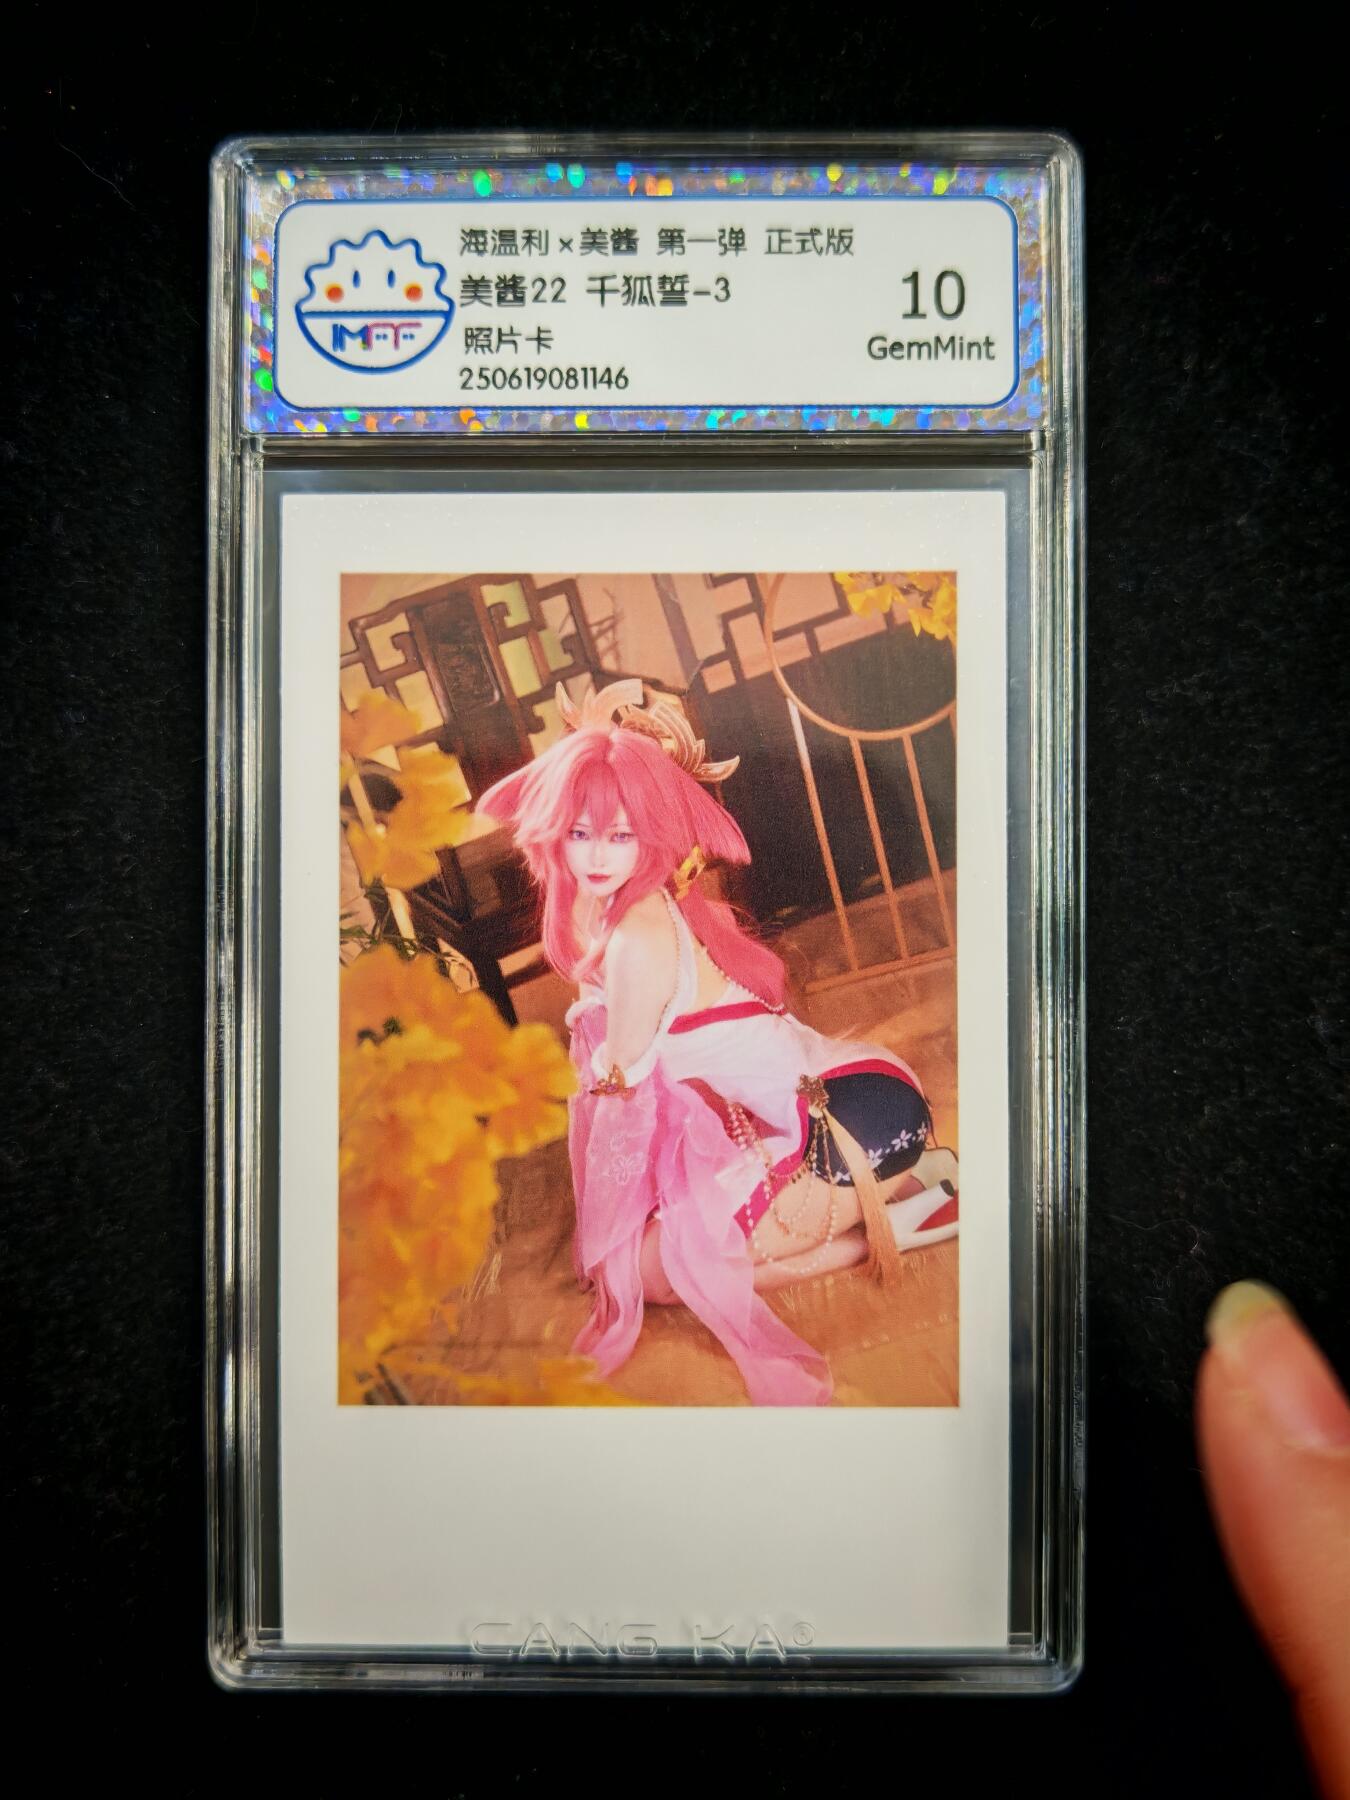 海温利×美酱 第一弹 正式版
美酱22 千狐誓-3
照片卡
250619081146
10
GemMint
IMFF
CANG KA®